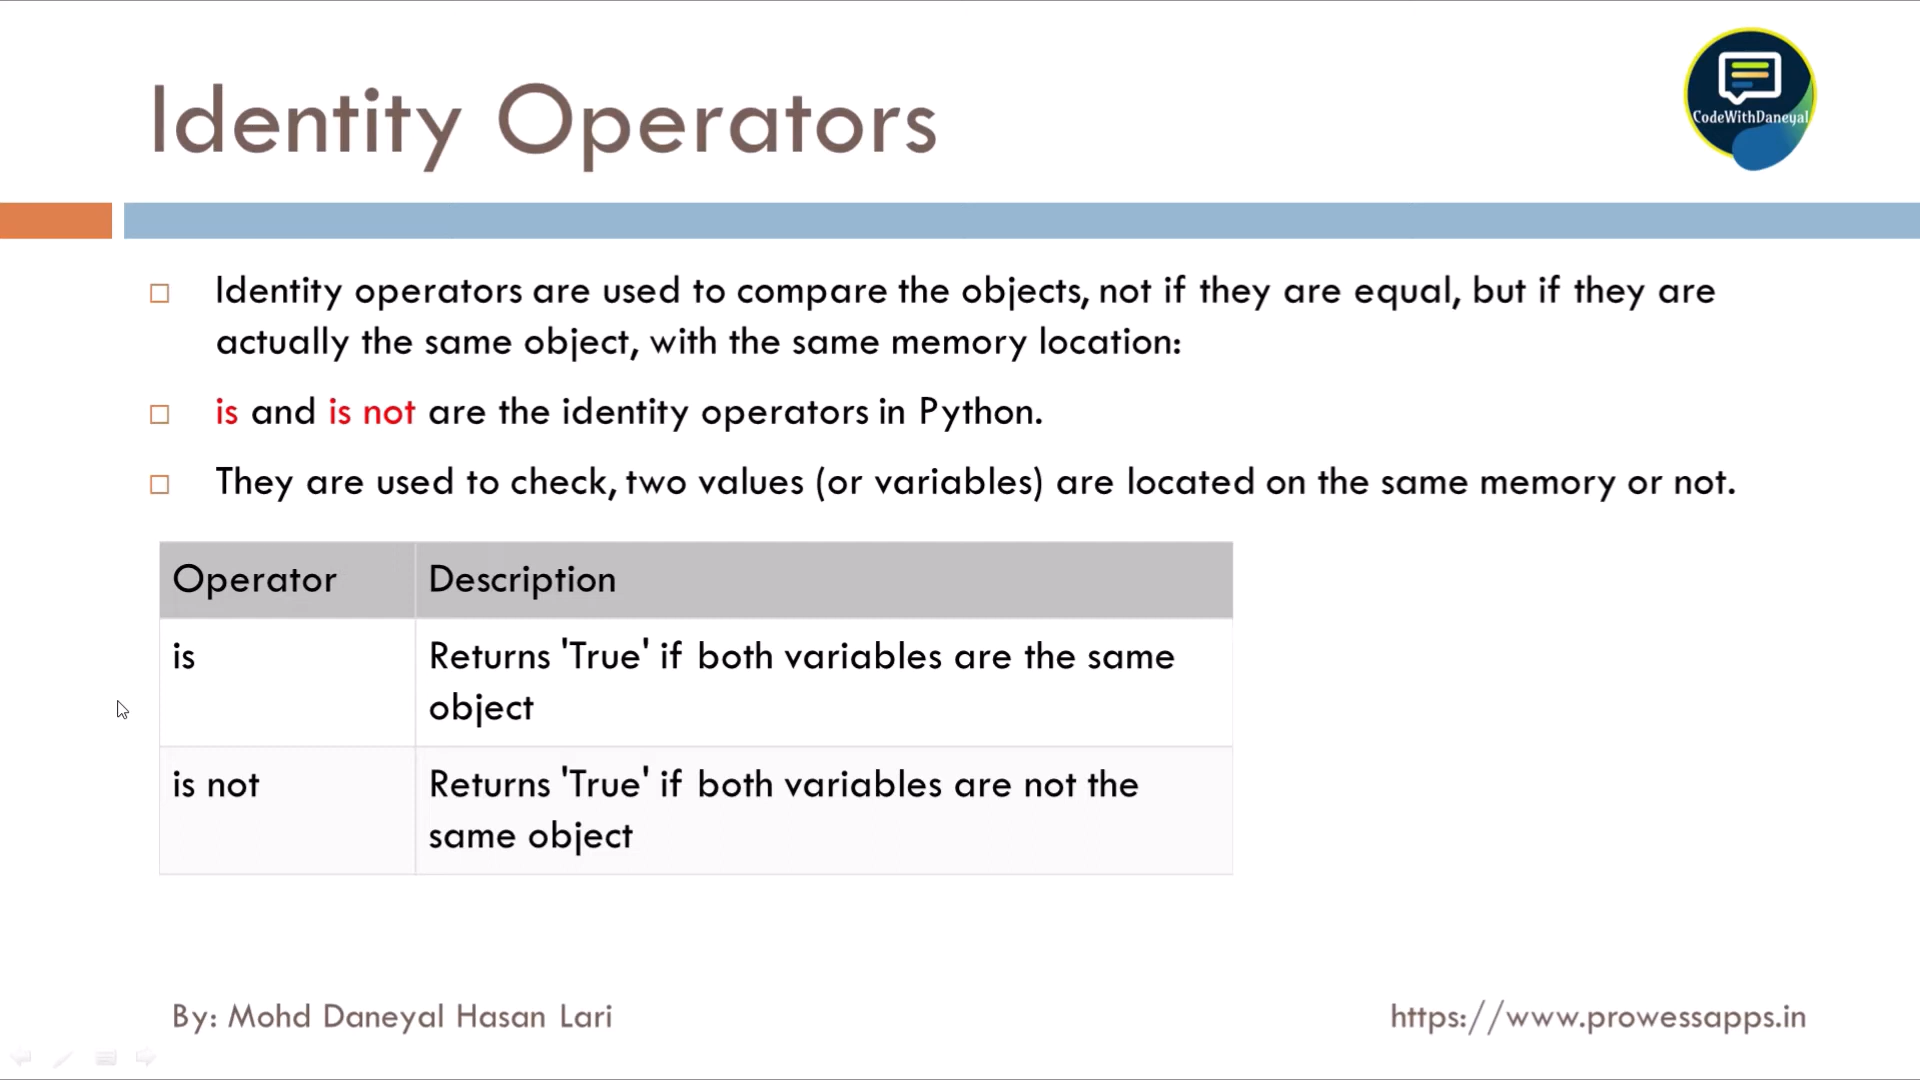 Identity Operators
CodeWithDaneyal
Identity operators are used to compare the objects, not if they are equal, but if they are
actually the same object, with the same memory location:
is and is not are the identity operators in Python.
They are used to check, two values (or variables) are located on the same memory or not.
Operator Description
is Returns 'True' if both variables are the same
object
is not Returns 'True' if both variables are not the
same object
By: Mohd Daneyal Hasan Lari https://www.prowessapps.in